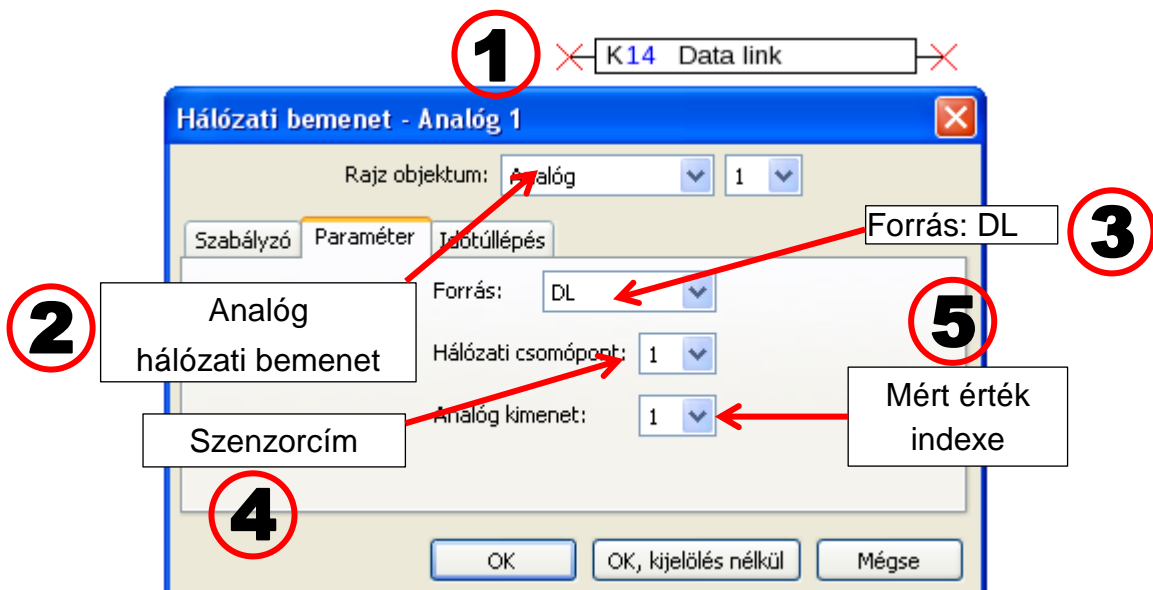 1
K14 Data link
Hálózati bemenet - Analóg 1
Rajz objektum: Analóg 1
Szabályzó Paraméter Időtúllépés
Forrás: DL
3
2
Analóg
hálózati bemenet
Forrás: DL
5
Hálózati csomópont: 1
Mért érték
indexe
Analóg kimenet: 1
Szenzorcím
4
OK OK, kijelölés nélkül Mégse